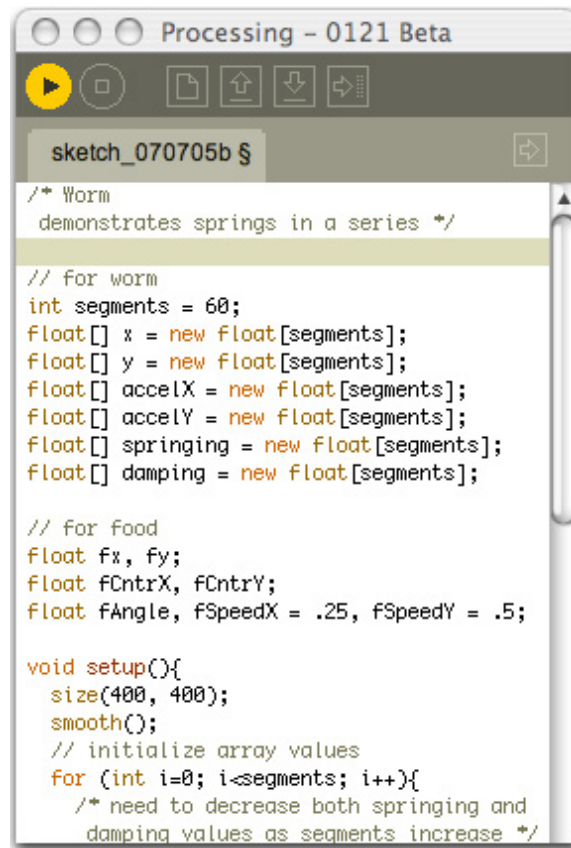 Processing – 0121 Beta
sketch_070705b §
/* Worm
demonstrates springs in a series */
// for worm
int segments = 60;
float[] x = new float[segments];
float[] y = new float[segments];
float[] accelX = new float[segments];
float[] accelY = new float[segments];
float[] springing = new float[segments];
float[] damping = new float[segments];
// for food
float fx, fy;
float fCntrX, fCntrY;
float fAngle, fSpeedX = .25, fSpeedY = .5;
void setup(){
size(400, 400);
smooth();
// initialize array values
for (int i=0; i<segments; i++){
/* need to decrease both springing and
damping values as segments increase */